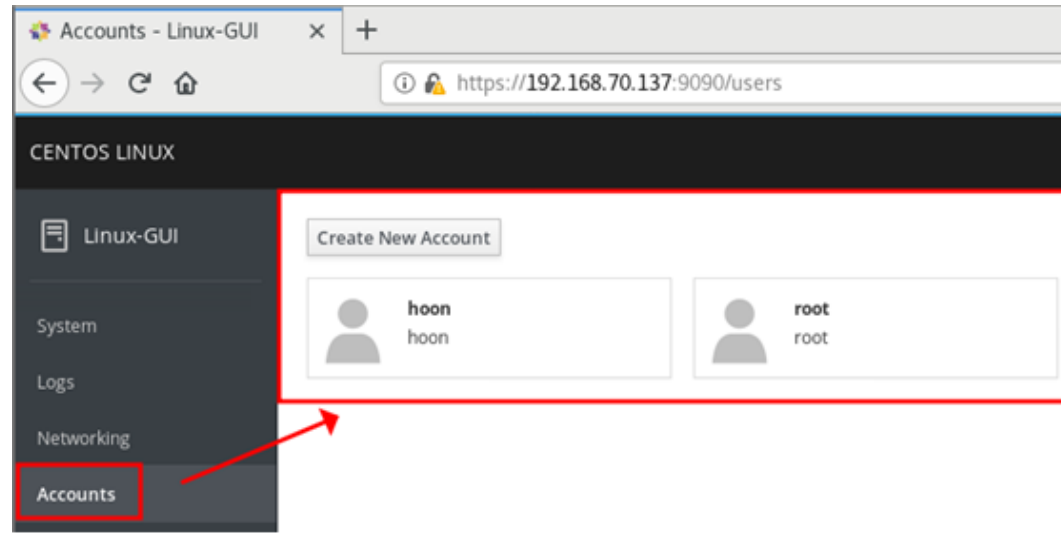 Accounts - Linux-GUI
https://192.168.70.137:9090/users
CENTOS LINUX
Linux-GUI
System
Logs
Networking
Accounts
Create New Account
hoon
hoon
root
root